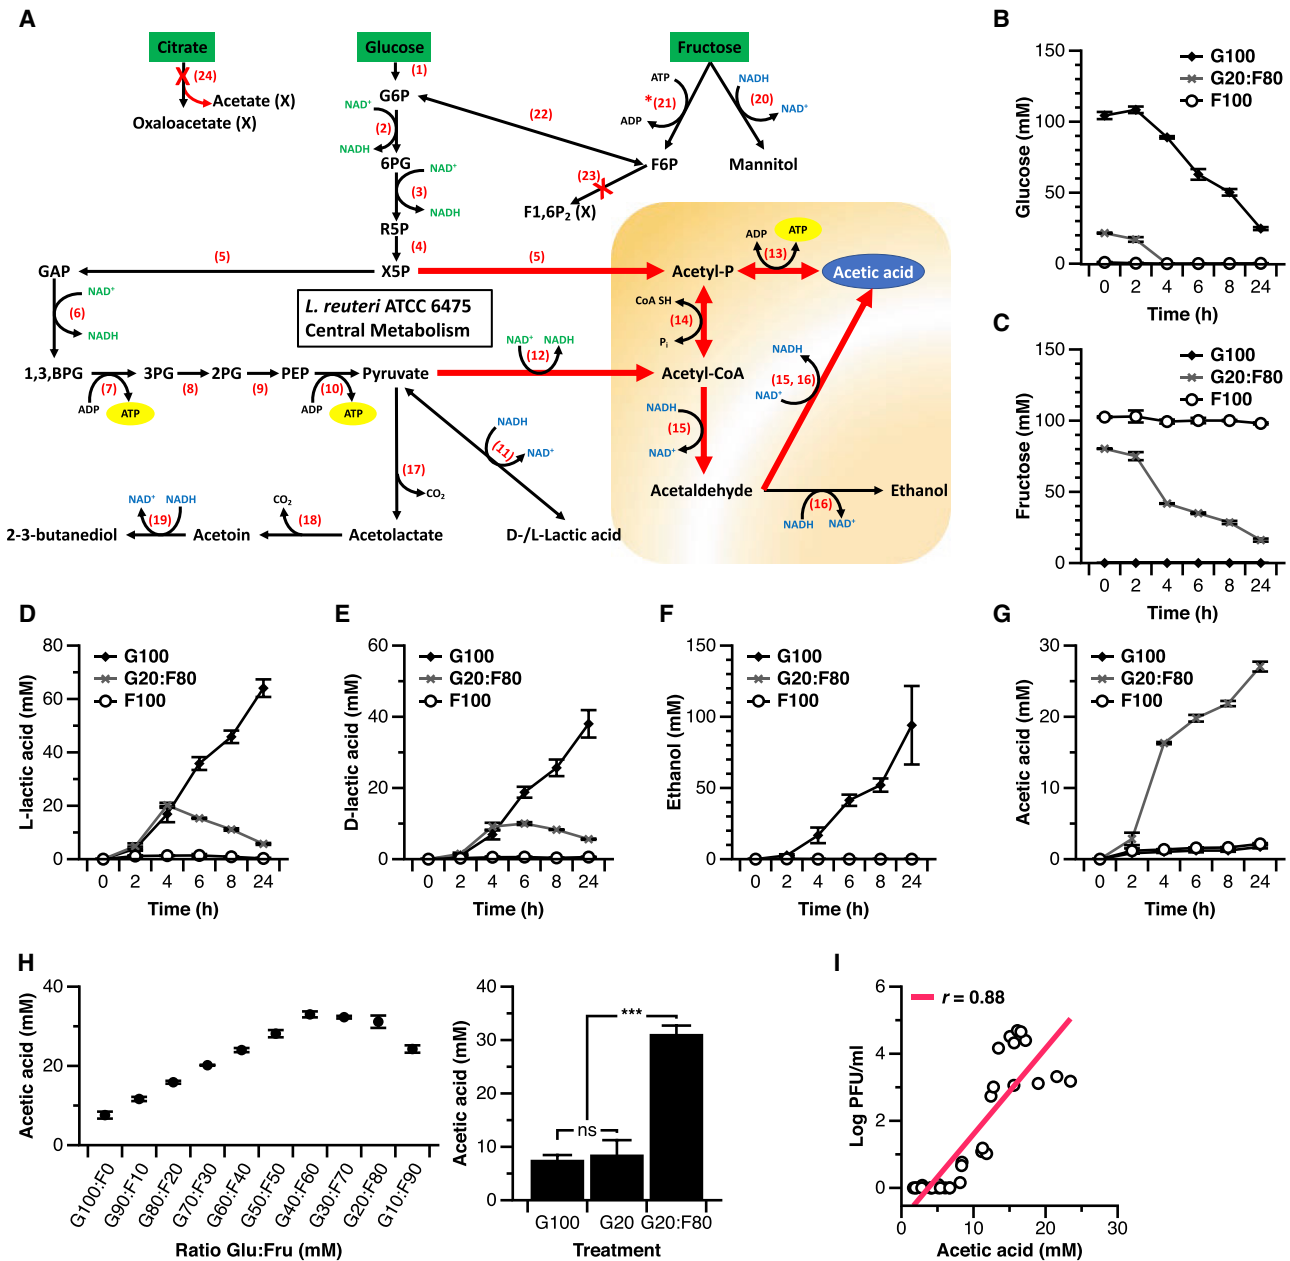 A
Citrate
Glucose
Fructose
(24)
(1)
Acetate (X)
Oxaloacetate (X)
G6P
NAD⁺
(2)
NADH
6PG
NAD⁺
(3)
NADH
R5P
(4)
ATP
*(21)
ADP
NADH
(20)
NAD⁺
(22)
F6P
Mannitol
(23)
F1,6P₂ (X)
GAP
(5)
X5P
(5)
Acetyl-P
ADP
ATP
(13)
Acetic acid
NAD⁺
(6)
NADH
L. reuteri ATCC 6475
Central Metabolism
CoA SH
(14)
Pᵢ
1,3,BPG
3PG
2PG
PEP
Pyruvate
(7)
(8)
(9)
(10)
ADP
ATP
ADP
ATP
NAD⁺
NADH
(12)
Acetyl-CoA
NADH
(15, 16)
NAD⁺
NADH
(15)
NAD⁺
NADH
(11)
NAD⁺
Acetaldehyde
Ethanol
(16)
NADH
NAD⁺
(17)
CO₂
NAD⁺
NADH
(19)
CO₂
(18)
2-3-butanediol
Acetoin
Acetolactate
D-/L-Lactic acid
B
Glucose (mM)
150
100
50
0
G100
G20:F80
F100
0 2 4 6 8 24
Time (h)
C
Fructose (mM)
150
100
50
0
G100
G20:F80
F100
0 2 4 6 8 24
Time (h)
D
L-lactic acid (mM)
80
60
40
20
0
G100
G20:F80
F100
0 2 4 6 8 24
Time (h)
E
D-lactic acid (mM)
60
40
20
0
G100
G20:F80
F100
0 2 4 6 8 24
Time (h)
F
Ethanol (mM)
150
100
50
0
G100
G20:F80
F100
0 2 4 6 8 24
Time (h)
G
Acetic acid (mM)
30
20
10
0
G100
G20:F80
F100
0 2 4 6 8 24
Time (h)
H
Acetic acid (mM)
40
20
0
G100:F0
G90:F10
G80:F20
G70:F30
G60:F40
G50:F50
G40:F60
G30:F70
G20:F80
G10:F90
Ratio Glu:Fru (mM)
Acetic acid (mM)
40
30
20
10
0
***
ns
G100 G20 G20:F80
Treatment
I
Log PFU/ml
6
4
2
0
r = 0.88
0 10 20 30
Acetic acid (mM)